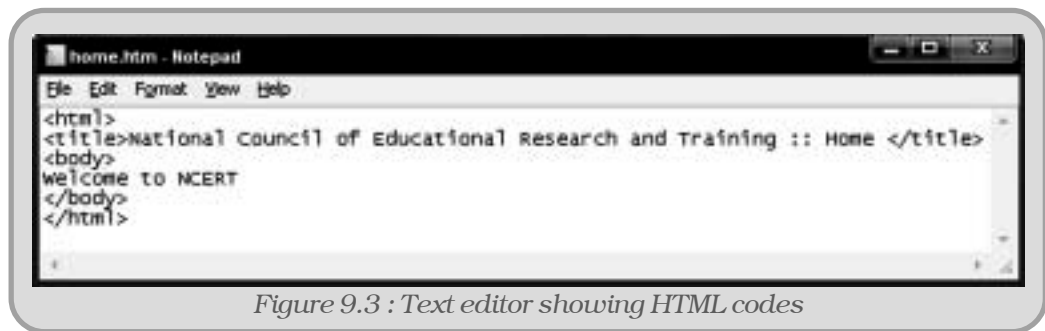 home.htm - Notepad
File Edit Format View Help
<html>
<title>National Council of Educational Research and Training :: Home </title>
<body>
Welcome to NCERT
</body>
</html>
Figure 9.3 : Text editor showing HTML codes